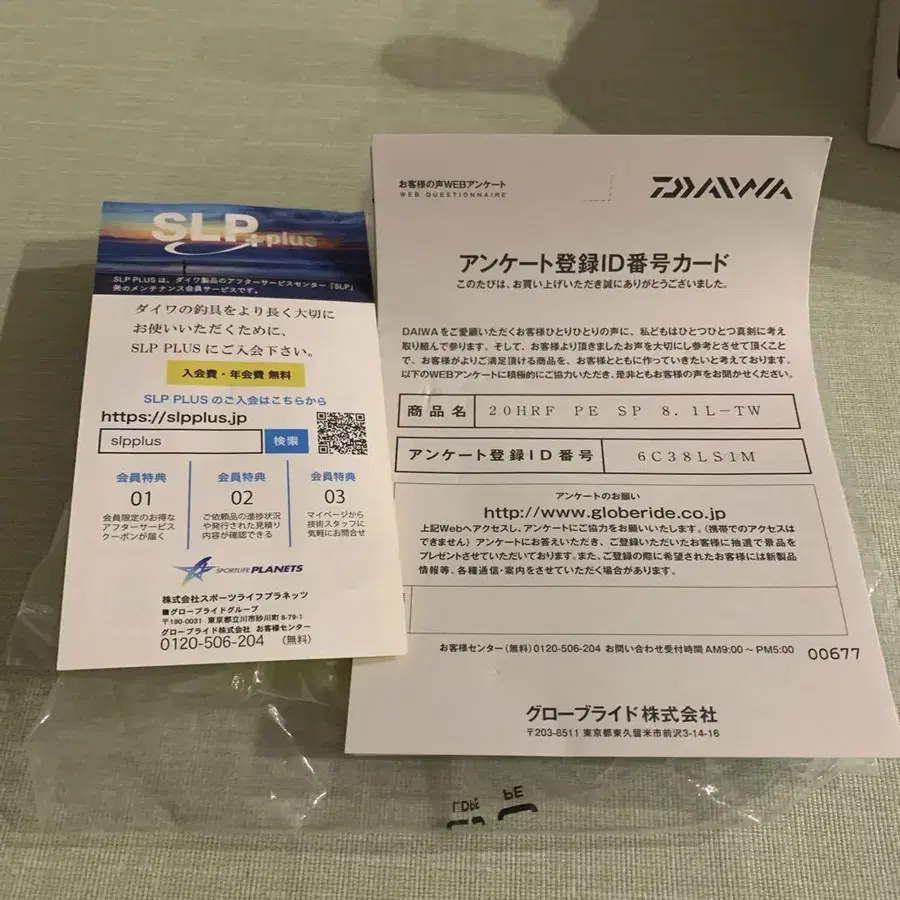 SLP+plus
SLP PLUSは、ダイワ製品のアフターサービスセンター「SLP」
発のメンテナンス会員サービスです。
ダイワの釣具をより長く大切に
お使いいただくために、
SLP PLUSにご入会下さい。
入会費・年会費 無料
SLP PLUSのご入会はこちらから
https://slpplus.jp
slpplus 検索
会員特典 01
会員限定のお得な
アフターサービス
クーポンが届く
会員特典 02
ご依頼品の進捗状況
や発行された見積り
内容が確認できる
会員特典 03
マイページから
技術スタッフに
気軽にお問合せ
SPORTLIFE PLANETS
株式会社スポーツライフプラネッツ
■グローブライドグループ
〒190-0031 東京都立川市砂川町8-79-1
グローブライド株式会社 お客様センター
0120-506-204 (無料)
お客様の声WEBアンケート
WEB QUESTIONNAIRE
DAIWA
アンケート登録ID番号カード
このたびは、お買い上げいただき誠にありがとうございました。
DAIWAをご愛顧いただくお客様ひとりひとりの声に、私どもはひとつひとつ真剣に考え
取り組んで参ります。そして、お客様より頂きましたお声を大切にし参考とさせて頂くこと
で、お客様がよりご満足頂ける商品を、お客様とともに作っていきたいと考えております。
以下のWEBアンケートに積極的にご協力いただき、是非ともお客様の声をお聞かせください。
商品名 20HRF PE SP 8.1L-TW
アンケート登録ID番号 6C38LS1M
アンケートのお願い
http://www.globeride.co.jp
上記Webへアクセスし、アンケートにご協力をお願いいたします。(携帯でのアクセスは
できません) アンケートにお答えいただき、ご登録いただいたお客様に抽選で景品を
プレゼントさせていただいております。また、ご登録の際に希望されたお客様には新製品
情報等、各種通信・案内をさせていただく場合があります。
お客様センター(無料)0120-506-204 お問い合わせ受付時間 AM9:00～PM5:00 00677
グローブライド株式会社
〒203-8511 東京都東久留米市前沢3-14-16
LDPE PE